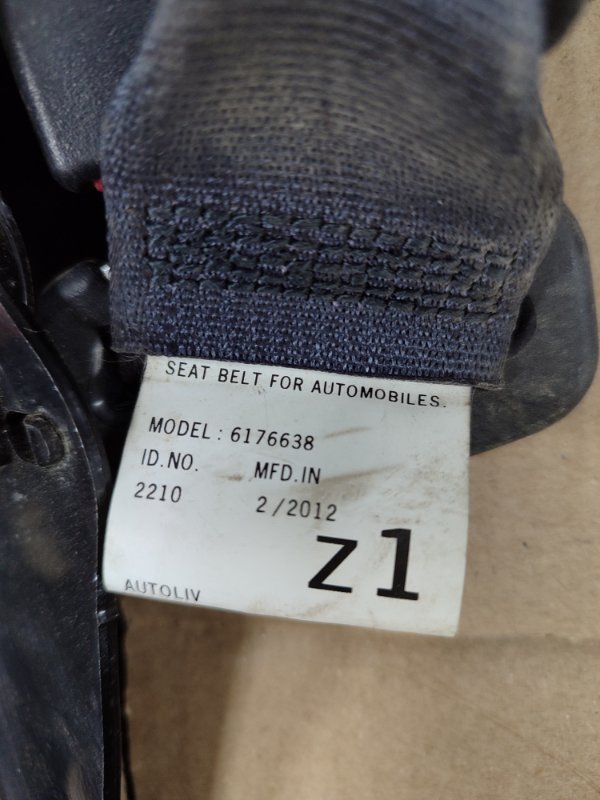 SEAT BELT FOR AUTOMOBILES.
MODEL : 6176638
ID.NO. MFD.IN
2210 2/2012
Z1
AUTOLIV